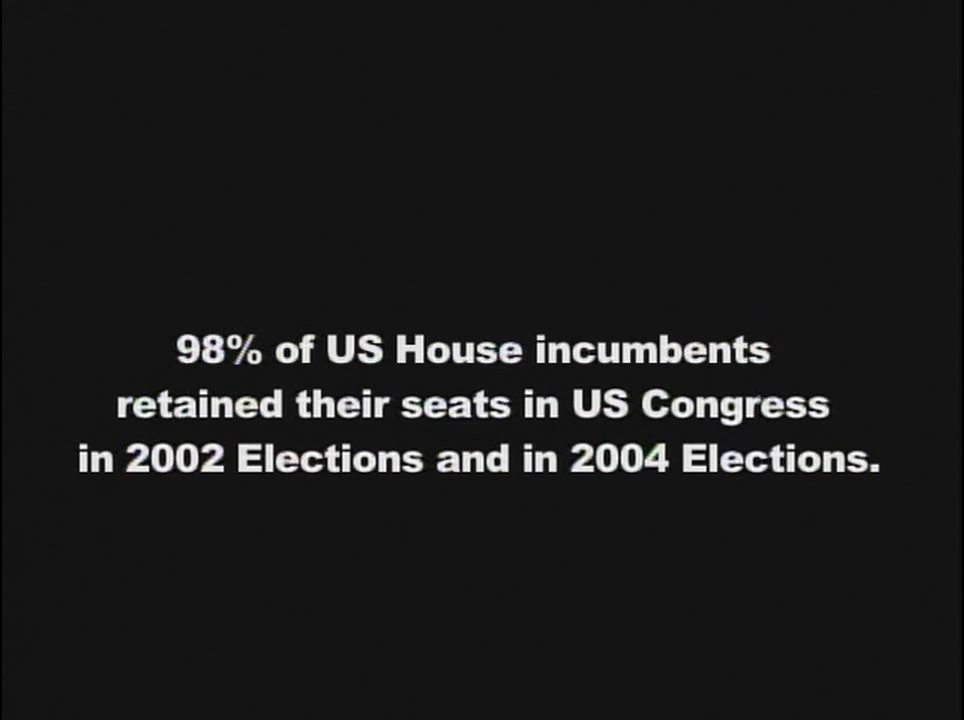 98% of US House incumbents
retained their seats in US Congress
in 2002 Elections and in 2004 Elections.